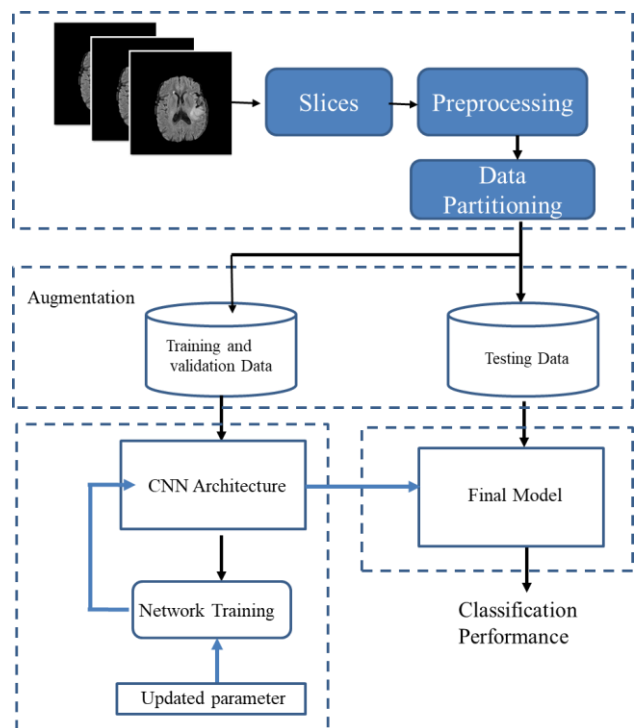 Slices
Preprocessing
Data
Partitioning
Augmentation
Training and
validation Data
Testing Data
CNN Architecture
Final Model
Network Training
Classification
Performance
Updated parameter